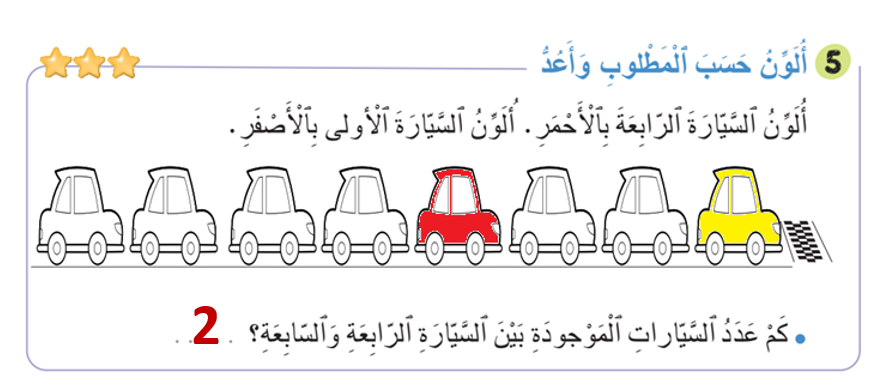 5 أُلَوِّنُ حَسَبَ ٱلْمَطْلوبِ وَأَعُدُّ
أُلَوِّنُ ٱلسَّيّارَةَ ٱلرّابِعَةَ بِٱلْأَحْمَرِ. أُلَوِّنُ ٱلسَّيّارَةَ ٱلْأولى بِٱلْأَصْفَرِ.
• كَمْ عَدَدُ ٱلسَّيّاراتِ ٱلْمَوْجودَةِ بَيْنَ ٱلسَّيّارَةِ ٱلرّابِعَةِ وَٱلسّابِعَةِ؟ . 2 . .